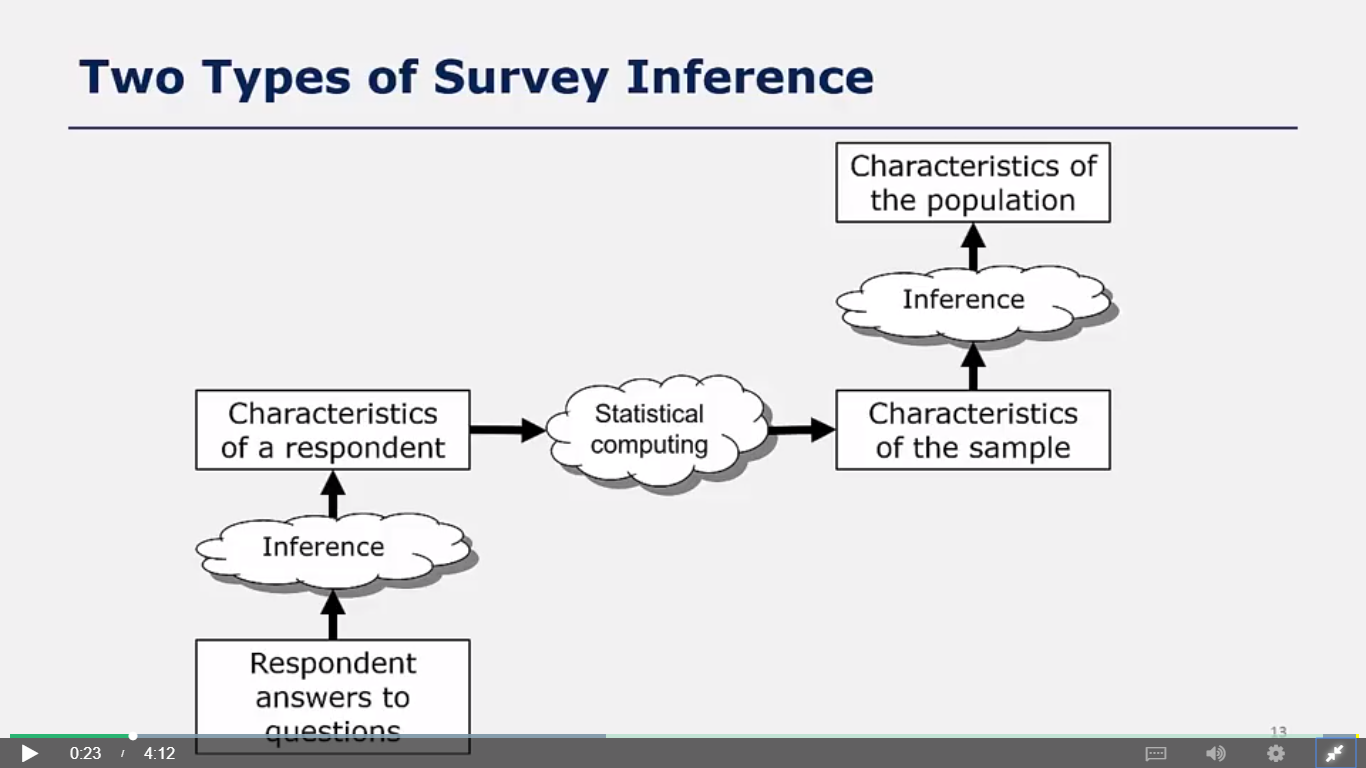 Two Types of Survey Inference
Characteristics of
the population
Inference
Characteristics
of a respondent
Statistical
computing
Characteristics
of the sample
Inference
Respondent
answers to
questions
13
0:23 / 4:12